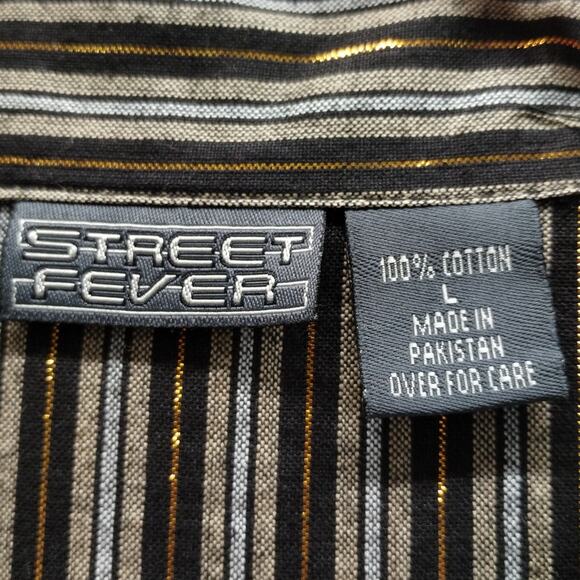 STREET
FEVER
100% COTTON
L
MADE IN
PAKISTAN
OVER FOR CARE